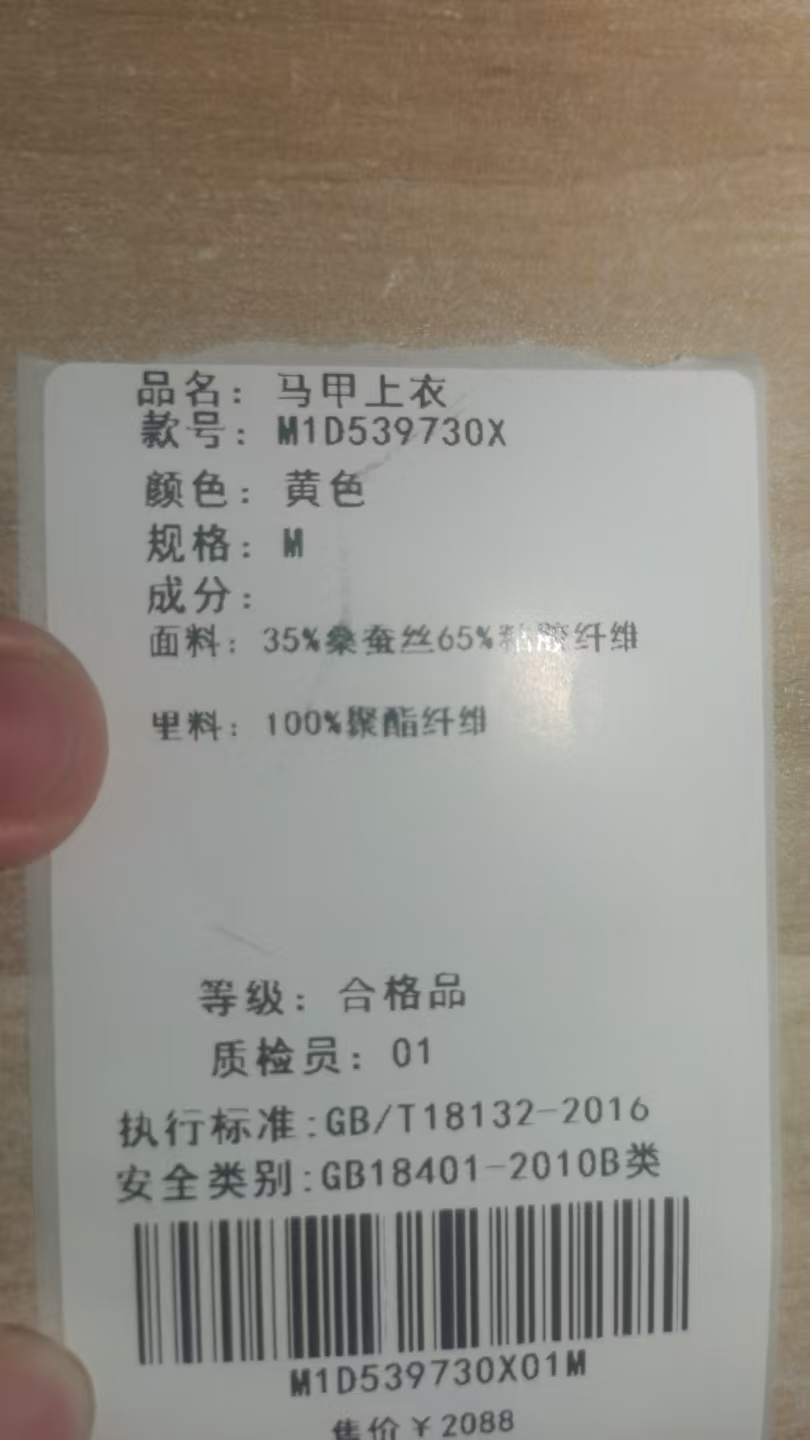 品名: 马甲上衣
款号: M1D539730X
颜色: 黄色
规格: M
成分:
面料: 35%桑蚕丝65%粘胶纤维
里料: 100%聚酯纤维
等级: 合格品
质检员: 01
执行标准:GB/T18132-2016
安全类别:GB18401-2010B类
M1D539730X01M
售价¥2088